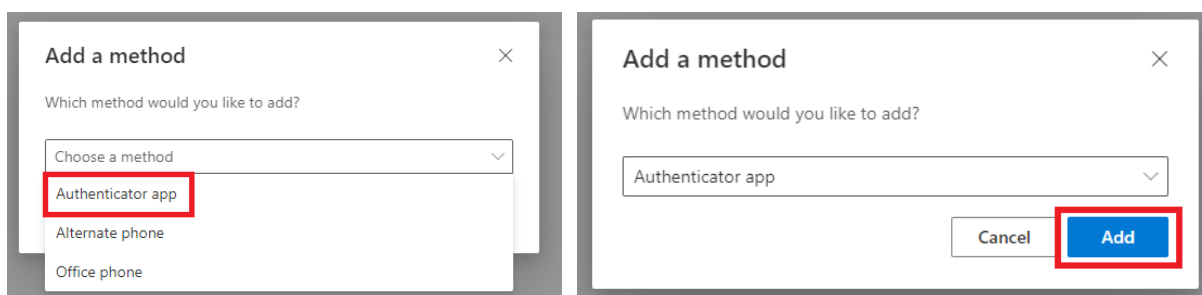 Add a method
Which method would you like to add?
Choose a method
Authenticator app
Alternate phone
Office phone
Add a method
Which method would you like to add?
Authenticator app
Cancel
Add